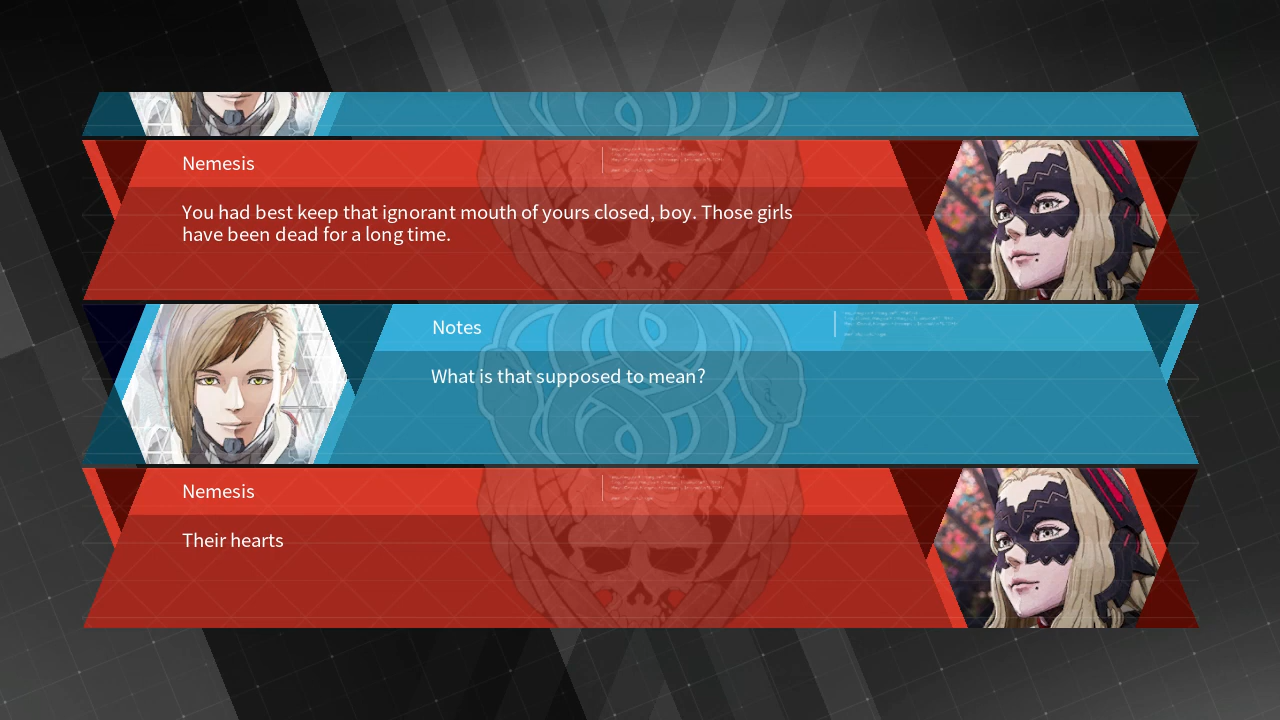 Nemesis
You had best keep that ignorant mouth of yours closed, boy. Those girls
have been dead for a long time.
Notes
What is that supposed to mean?
Nemesis
Their hearts